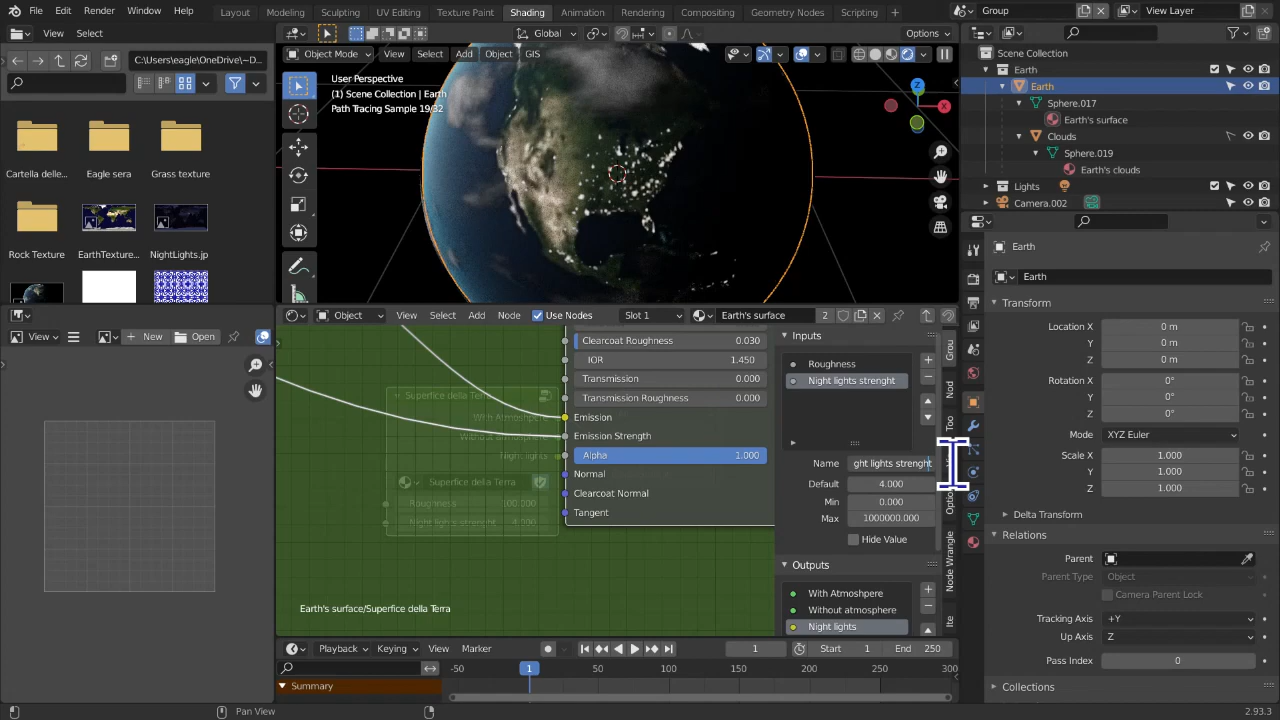 File Edit Render Window Help Layout Modeling Sculpting UV Editing Texture Paint Shading Animation Rendering Compositing Geometry Nodes Scripting Group View Layer
View Select
C:\Users\eagle\OneDrive\~D...
Cartella delle... Eagle sera Grass texture
Rock Texture EarthTexture... NightLights.jp
Global Options
Object Mode View Select Add Object GIS
User Perspective
(1) Scene Collection | Earth
Path Tracing Sample 19/32
Z
X
View New Open
Object View Select Add Node Use Nodes Slot 1 Earth's surface 2
Clearcoat Roughness 0.030
IOR 1.450
Transmission 0.000
Transmission Roughness 0.000
Emission
Emission Strength
Alpha 1.000
Normal
Clearcoat Normal
Tangent
Superfice della Terra
With Atmoshpere
Without atmosphere
Night lights
Superfice della Terra
Roughness 100.000
Night lights strenght 4.000
Earth's surface/Superfice della Terra
Inputs
Roughness
Night lights strenght
Name ght lights strenght
Default 4.000
Min 0.000
Max 1000000.000
Hide Value
Outputs
With Atmoshpere
Without atmosphere
Night lights
Grou
Nod
Too
Optio
Node Wrangle
Ite
Playback Keying View Marker 1 Start 1 End 250
-50 1 50 100 150 200 250 300
Summary
Pan View
Scene Collection
Earth
Earth
Sphere.017
Earth's surface
Clouds
Sphere.019
Earth's clouds
Lights
Camera.002
Earth
Earth
Transform
Location X 0 m
Y 0 m
Z 0 m
Rotation X 0°
Y 0°
Z 0°
Mode XYZ Euler
Scale X 1.000
Y 1.000
Z 1.000
Delta Transform
Relations
Parent
Parent Type Object
Camera Parent Lock
Tracking Axis +Y
Up Axis Z
Pass Index 0
Collections
2.93.3